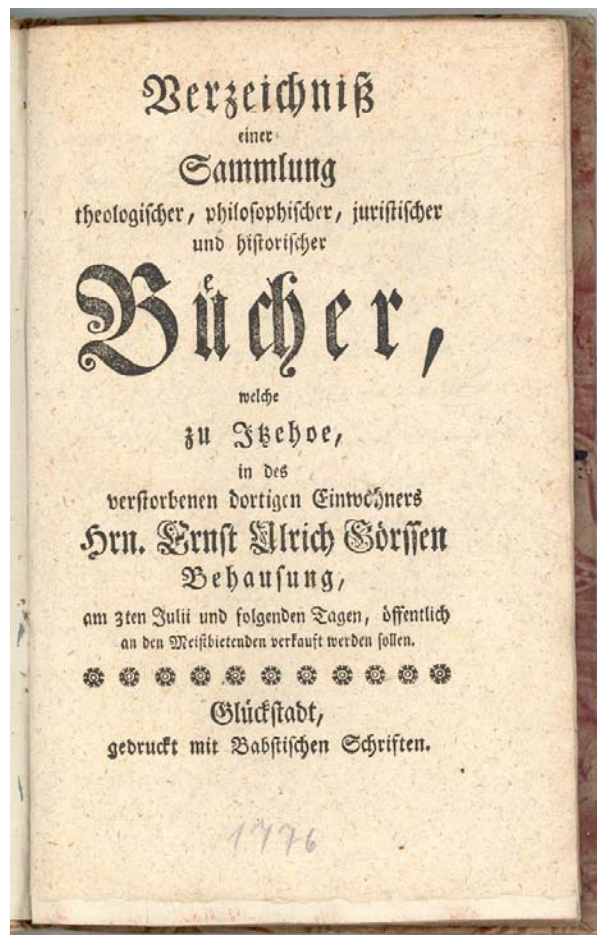 Verzeichniß
einer
Sammlung
theologischer, philosophischer, juristischer
und historischer
Bücher,
welche
zu Itzehoe,
in des
verstorbenen dortigen Einwohners
Hrn. Ernst Ulrich Görssen
Behausung,
am 3ten Julii und folgenden Tagen, öffentlich
an den Meistbietenden verkauft werden sollen.
Glückstadt,
gedruckt mit Babstischen Schriften.
1776